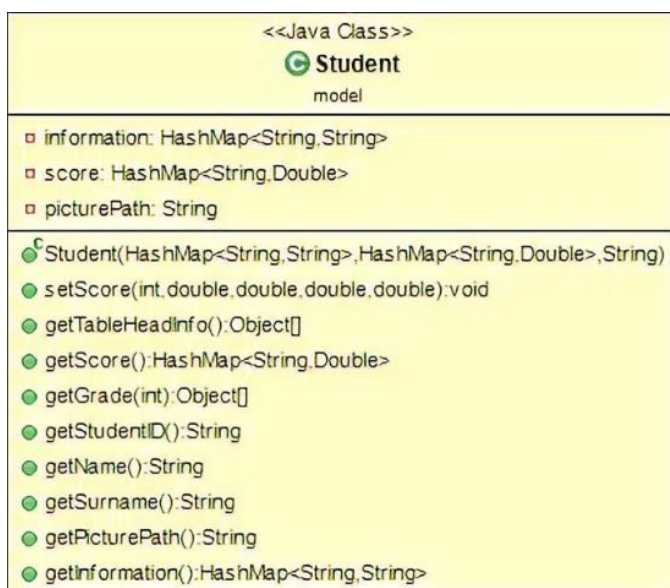 <<Java Class>>
Student
model
information: HashMap<String,String>
score: HashMap<String,Double>
picturePath: String
Student(HashMap<String,String>,HashMap<String,Double>,String)
setScore(int,double,double,double,double):void
getTableHeadInfo():Object[]
getScore():HashMap<String,Double>
getGrade(int):Object[]
getStudentID():String
getName():String
getSurname():String
getPicturePath():String
getInformation():HashMap<String,String>